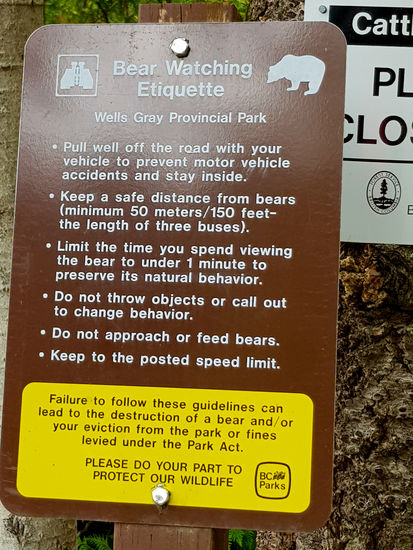 Bear Watching
Etiquette
Wells Gray Provincial Park
• Pull well off the road with your
vehicle to prevent motor vehicle
accidents and stay inside.
• Keep a safe distance from bears
(minimum 50 meters/150 feet–
the length of three buses).
• Limit the time you spend viewing
the bear to under 1 minute to
preserve its natural behavior.
• Do not throw objects or call out
to change behavior.
• Do not approach or feed bears.
• Keep to the posted speed limit.
Failure to follow these guidelines can
lead to the destruction of a bear and/or
your eviction from the park or fines
levied under the Park Act.
PLEASE DO YOUR PART TO
PROTECT OUR WILDLIFE
BC
Parks
Cattl
PL
CLOS